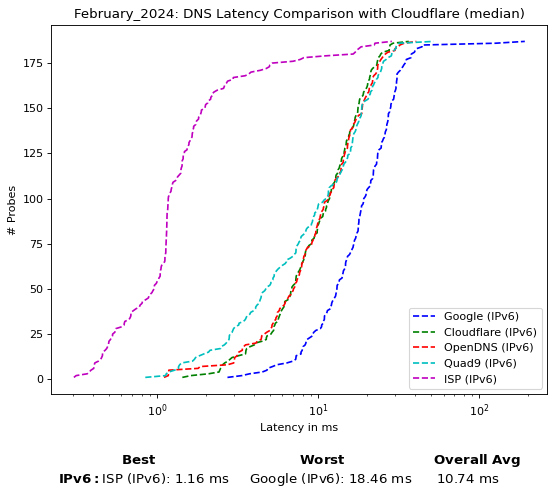 February_2024: DNS Latency Comparison with Cloudflare (median)
175
150
125
100
75
50
25
0
# Probes
Google (IPv6)
Cloudflare (IPv6)
OpenDNS (IPv6)
Quad9 (IPv6)
ISP (IPv6)
10⁰ 10¹ 10²
Latency in ms
Best Worst Overall Avg
IPv6: ISP (IPv6): 1.16 ms Google (IPv6): 18.46 ms 10.74 ms